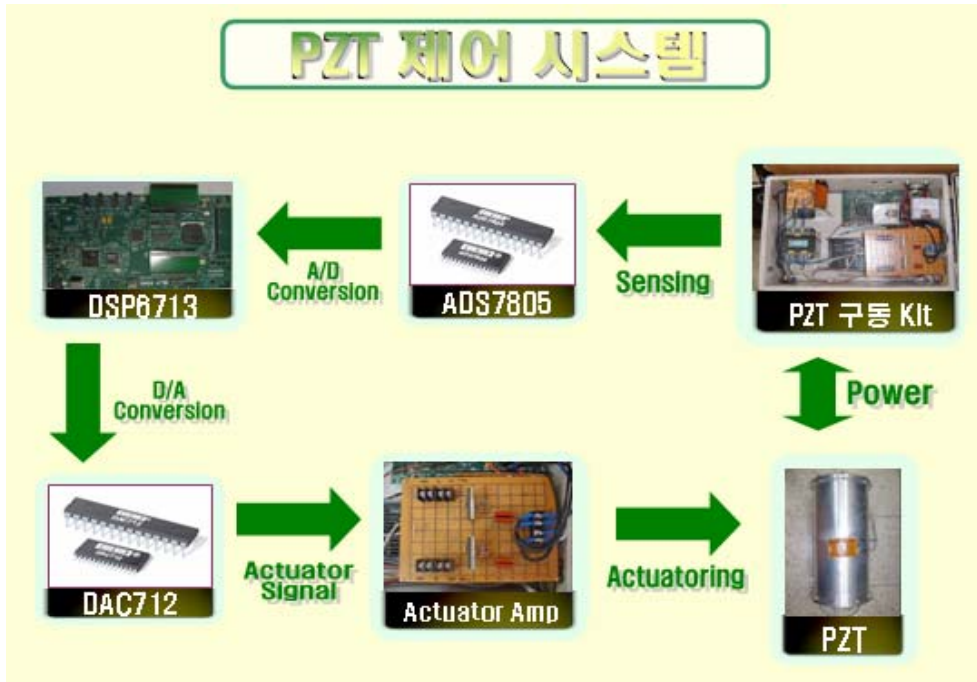 PZT 제어 시스템
DSP6713
A/D
Conversion
ADS7805
Sensing
PZT 구동 Kit
D/A
Conversion
Power
DAC712
Actuator
Signal
Actuator Amp
Actuatoring
PZT